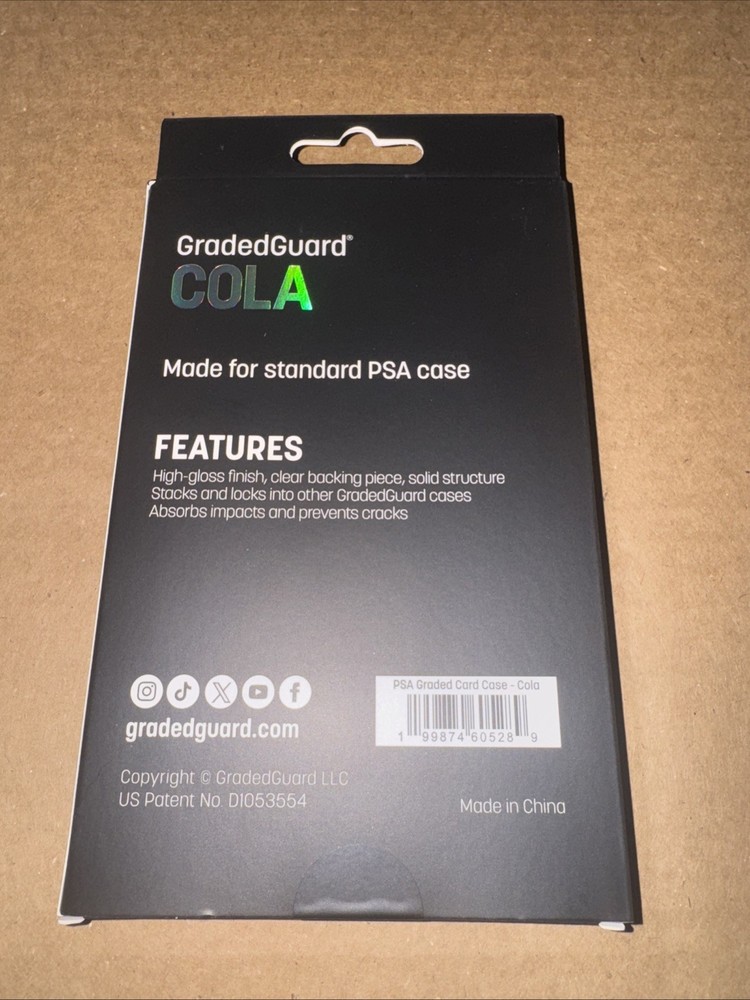 GradedGuard®
COLA
Made for standard PSA case
FEATURES
High-gloss finish, clear backing piece, solid structure
Stacks and locks into other GradedGuard cases
Absorbs impacts and prevents cracks
gradedguard.com
PSA Graded Card Case - Cola
1 99874 60528 9
Copyright © GradedGuard LLC
US Patent No. D1053554
Made in China